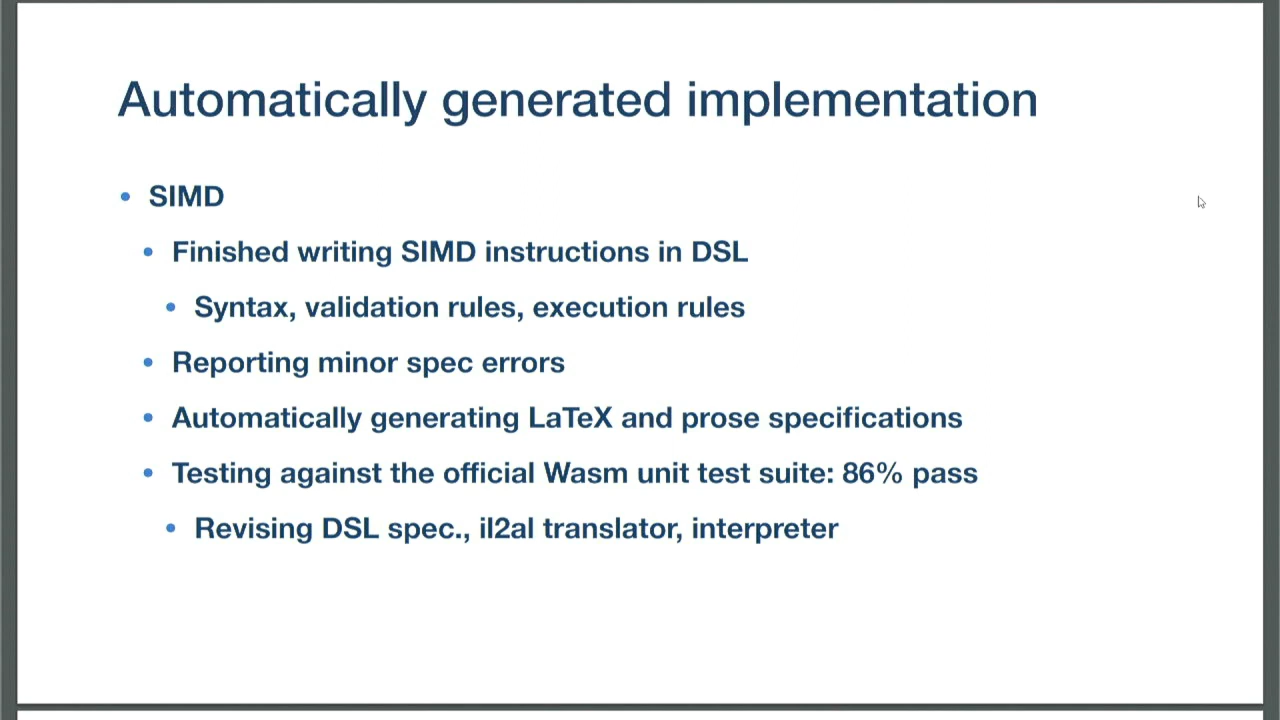 Automatically generated implementation
• SIMD
• Finished writing SIMD instructions in DSL
• Syntax, validation rules, execution rules
• Reporting minor spec errors
• Automatically generating LaTeX and prose specifications
• Testing against the official Wasm unit test suite: 86% pass
• Revising DSL spec., il2al translator, interpreter